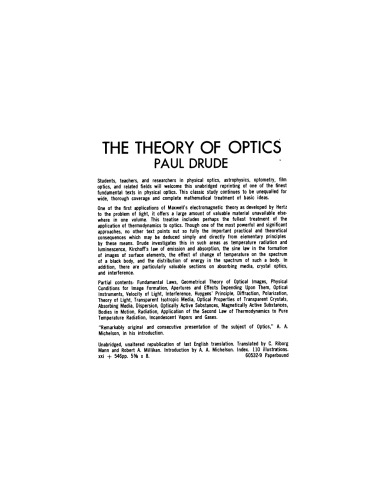 THE THEORY OF OPTICS
PAUL DRUDE
Students, teachers, and researchers in physical optics, astrophysics, optometry, film
optics, and related fields will welcome this unabridged reprinting of one of the finest
fundamental texts in physical optics. This classic study continues to be unequalled for
wide, thorough coverage and complete mathematical treatment of basic ideas.
One of the first applications of Maxwell's electromagnetic theory as developed by Hertz
to the problem of light, it offers a large amount of valuable material unavailable else-
where in one volume. This treatise includes perhaps the fullest treatment of the
application of thermodynamics to optics. Though one of the most powerful and significant
approaches, no other text points out so fully the important practical and theoretical
consequences which may be deduced simply and directly from elementary principles
by these means. Drude investigates this in such areas as temperature radiation and
luminescence, Kirchoff's law of emission and absorption, the sine law in the formation
of images of surface elements, the effect of change of temperature on the spectrum
of a black body, and the distribution of energy in the spectrum of such a body. In
addition, there are particularly valuable sections on absorbing media, crystal optics,
and interference.
Partial contents: Fundamental Laws, Geometrical Theory of Optical Images, Physical
Conditions for Image Formation, Apertures and Effects Depending Upon Them, Optical
Instruments, Velocity of Light, Interference, Huygens' Principle, Diffraction, Polarization,
Theory of Light, Transparent Isotropic Media, Optical Properties of Transparent Crystals,
Absorbing Media, Dispersion, Optically Active Substances, Magnetically Active Substances,
Bodies in Motion, Radiation, Application of the Second Law of Thermodynamics to Pure
Temperature Radiation, Incandescent Vapors and Gases.
"Remarkably original and consecutive presentation of the subject of Optics," A. A.
Michelson, in his introduction.
Unabridged, unaltered republication of last English translation. Translated by C. Riborg
Mann and Robert A. Millikan. Introduction by A. A. Michelson. Index. 110 illustrations.
xxi + 546pp. 5⅜ x 8. 60532-9 Paperbound